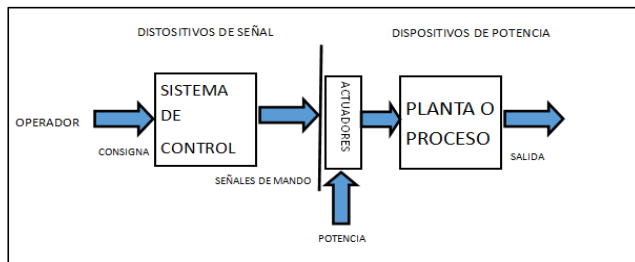 DISTOSITIVOS DE SEÑAL
DISPOSITIVOS DE POTENCIA
OPERADOR
CONSIGNA
SISTEMA
DE
CONTROL
SEÑALES DE MANDO
ACTUADORES
POTENCIA
PLANTA O
PROCESO
SALIDA